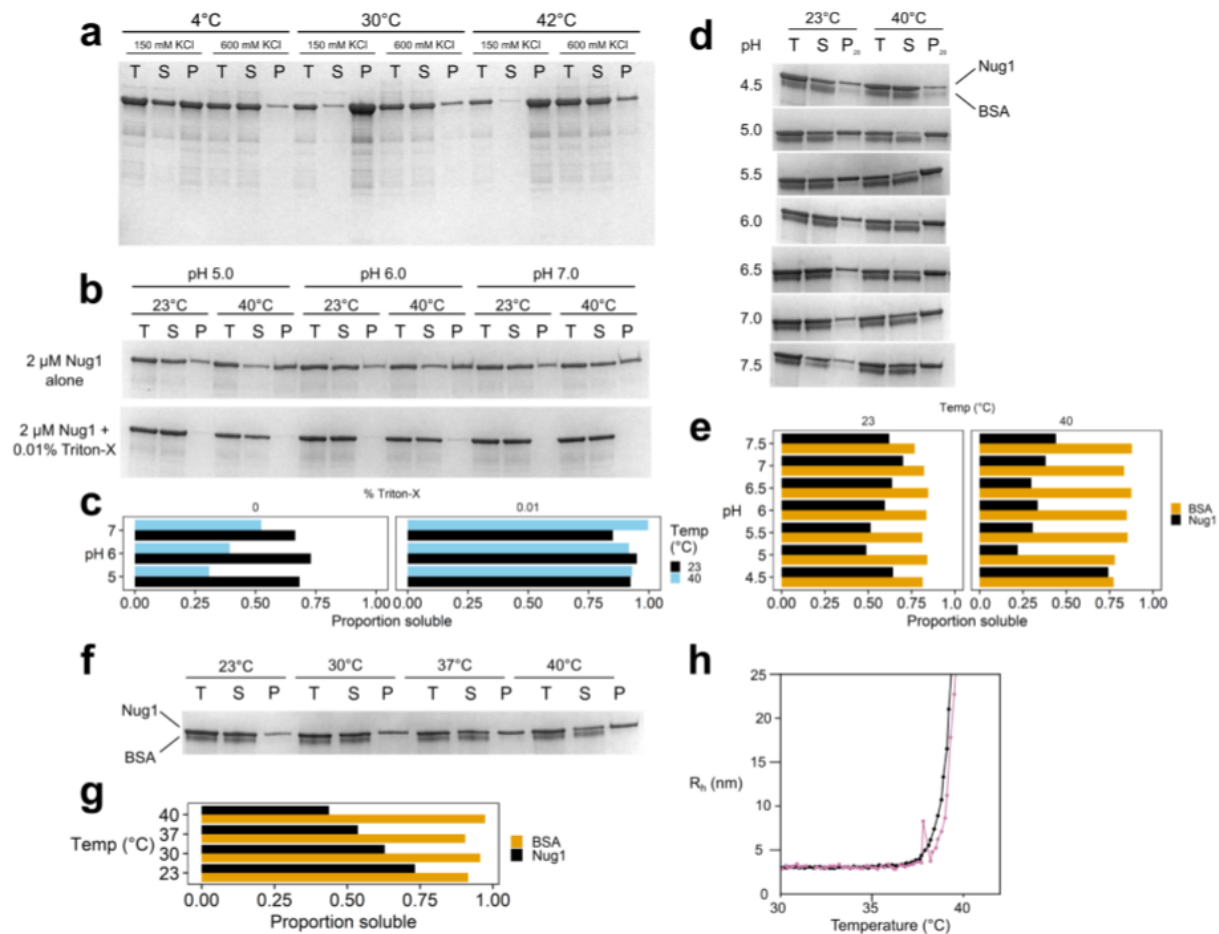 a
4°C 30°C 42°C
150 mM KCl 600 mM KCl 150 mM KCl 600 mM KCl 150 mM KCl 600 mM KCl
T S P T S P T S P T S P T S P T S P
b
pH 5.0 pH 6.0 pH 7.0
23°C 40°C 23°C 40°C 23°C 40°C
T S P T S P T S P T S P T S P T S P
2 µM Nug1
alone
2 µM Nug1 +
0.01% Triton-X
c
% Triton-X
0 0.01
7
pH 6
5
0.00 0.25 0.50 0.75 1.00 0.00 0.25 0.50 0.75 1.00
Proportion soluble Proportion soluble
Temp
(°C)
23
40
d
23°C 40°C
pH T S P20 T S P20
4.5
Nug1
BSA
5.0
5.5
6.0
6.5
7.0
7.5
e
Temp (°C)
23 40
7.5
7
6.5
pH 6
5.5
5
4.5
0.00 0.25 0.50 0.75 1.0 0.00 0.25 0.50 0.75 1.00
Proportion soluble Proportion soluble
BSA
Nug1
f
23°C 30°C 37°C 40°C
T S P T S P T S P T S P
Nug1
BSA
g
40
37
Temp (°C)
30
23
0.00 0.25 0.50 0.75 1.00
Proportion soluble
BSA
Nug1
h
25
20
15
Rh (nm)
10
5
0
30 35 40
Temperature (°C)